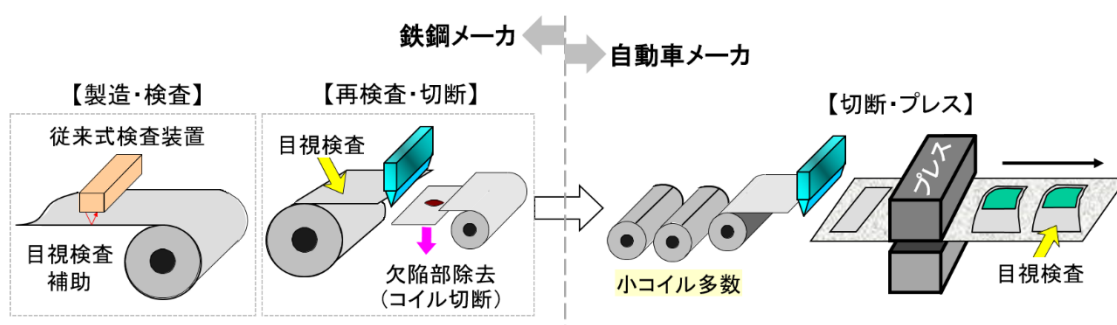 鉄鋼メーカ
自動車メーカ
【製造・検査】
従来式検査装置
目視検査
補助
【再検査・切断】
目視検査
欠陥部除去
（コイル切断）
小コイル多数
【切断・プレス】
プレス
目視検査